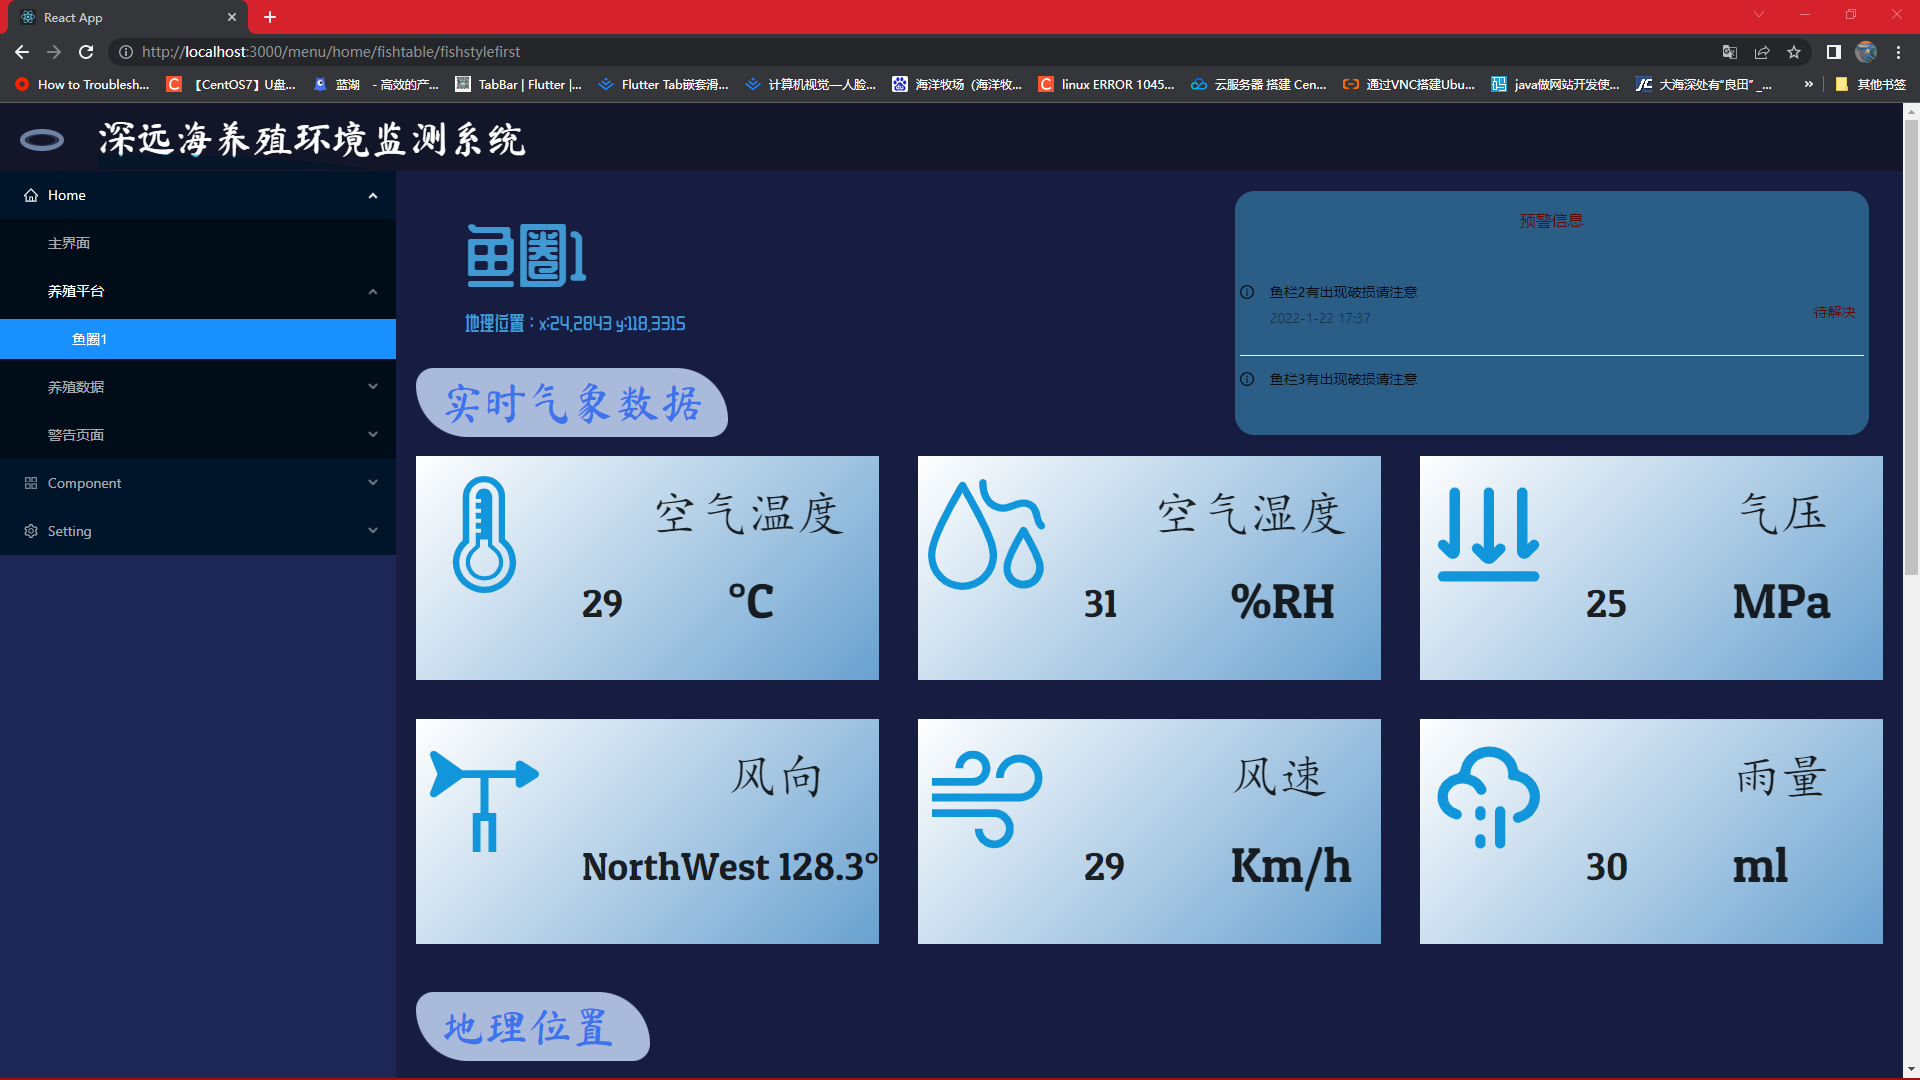 React App
http://localhost:3000/menu/home/fishtable/fishstylefirst
How to Troublesh...
【CentOS7】U盘...
蓝湖 - 高效的产...
TabBar | Flutter |...
Flutter Tab嵌套滑...
计算机视觉—人脸...
海洋牧场（海洋牧...
linux ERROR 1045...
云服务器 搭建 Cen...
通过VNC搭建Ubu...
java做网站开发使...
大海深处有“良田”_...
其他书签
深远海养殖环境监测系统
Home
主界面
养殖平台
鱼圈1
养殖数据
警告页面
Component
Setting
鱼圈1
地理位置：x:24.2843 y:118.3315
预警信息
鱼栏2有出现破损请注意
2022-1-22 17:37
待解决
鱼栏3有出现破损请注意
实时气象数据
空气温度
29 °C
空气湿度
31 %RH
气压
25 MPa
风向
NorthWest 128.3°
风速
29 Km/h
雨量
30 ml
地理位置